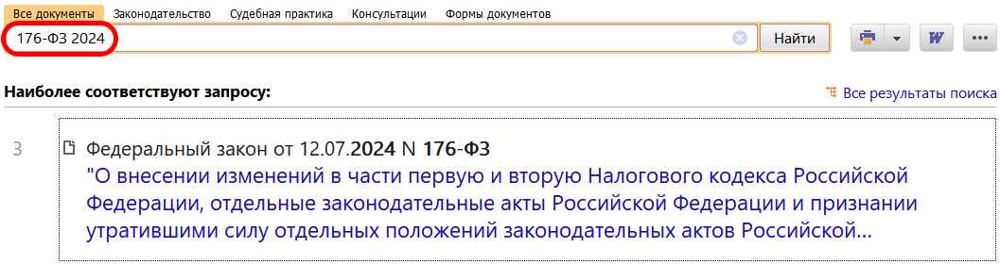 Все документы Законодательство Судебная практика Консультации Формы документов
176-ФЗ 2024 Найти W
Наиболее соответствуют запросу: Все результаты поиска
3 Федеральный закон от 12.07.2024 N 176-ФЗ
"О внесении изменений в части первую и вторую Налогового кодекса Российской
Федерации, отдельные законодательные акты Российской Федерации и признании
утратившими силу отдельных положений законодательных актов Российской...